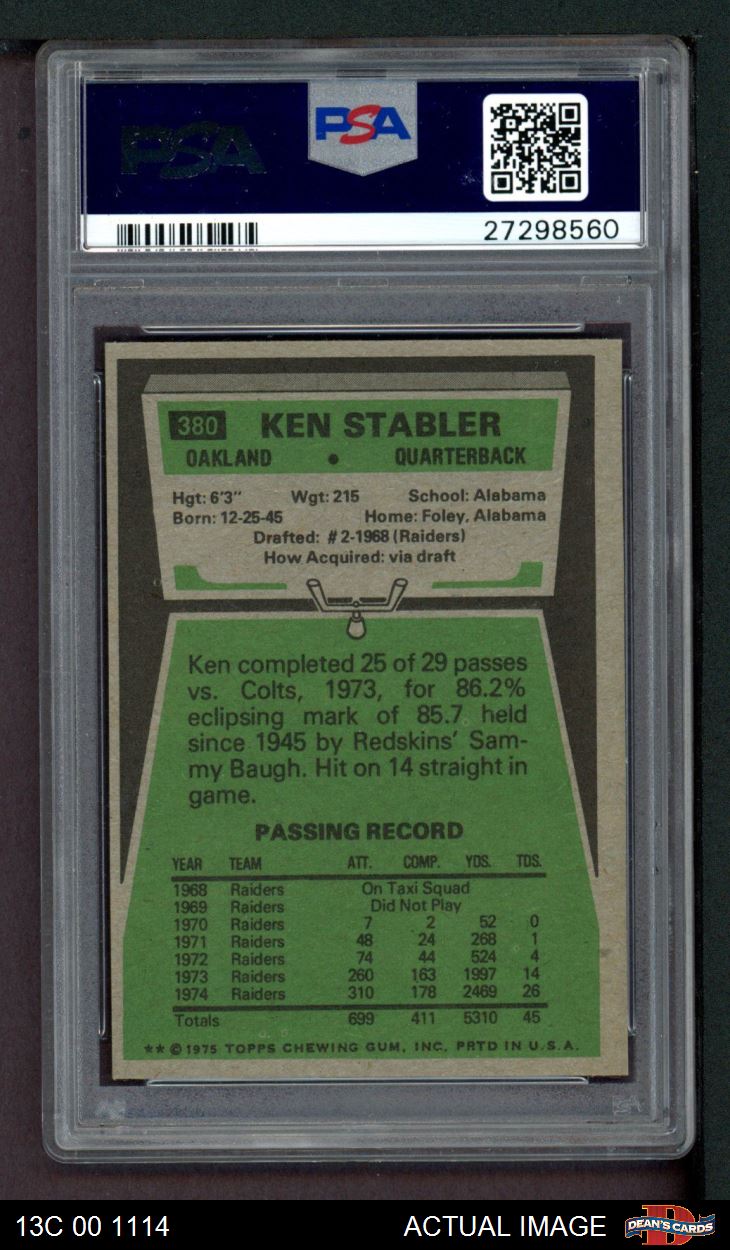 PSA
PSA
27298560
380 KEN STABLER
OAKLAND • QUARTERBACK
Hgt: 6'3" Wgt: 215 School: Alabama
Born: 12-25-45 Home: Foley, Alabama
Drafted: #2-1968 (Raiders)
How Acquired: via draft
Ken completed 25 of 29 passes
vs. Colts, 1973, for 86.2%
eclipsing mark of 85.7 held
since 1945 by Redskins' Sam-
my Baugh. Hit on 14 straight in
game.
PASSING RECORD
YEAR TEAM ATT. COMP. YDS. TDS.
1968 Raiders On Taxi Squad
1969 Raiders Did Not Play
1970 Raiders 7 2 52 0
1971 Raiders 48 24 268 1
1972 Raiders 74 44 524 4
1973 Raiders 260 163 1997 14
1974 Raiders 310 178 2469 26
Totals 699 411 5310 45
** © 1975 TOPPS CHEWING GUM, INC. PRTD IN U.S.A.
13C 00 1114 ACTUAL IMAGE D DEAN'S CARDS